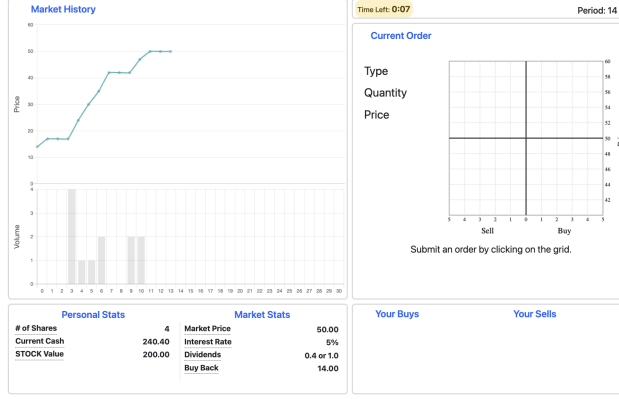 Market History
Time Left: 0:07
Period: 14
Current Order
Type
Quantity
Price
60
50
40
30
20
10
0
Price
4
3
2
1
0
Volume
0 1 2 3 4 5 6 7 8 9 10 11 12 13 14 15 16 17 18 19 20 21 22 23 24 25 26 27 28 29 30
60
58
56
54
52
50
48
46
44
42
5 4 3 2 1 0 1 2 3 4 5
Sell Buy
Submit an order by clicking on the grid.
Personal Stats
# of Shares 4
Current Cash 240.40
STOCK Value 200.00
Market Stats
Market Price 50.00
Interest Rate 5%
Dividends 0.4 or 1.0
Buy Back 14.00
Your Buys
Your Sells